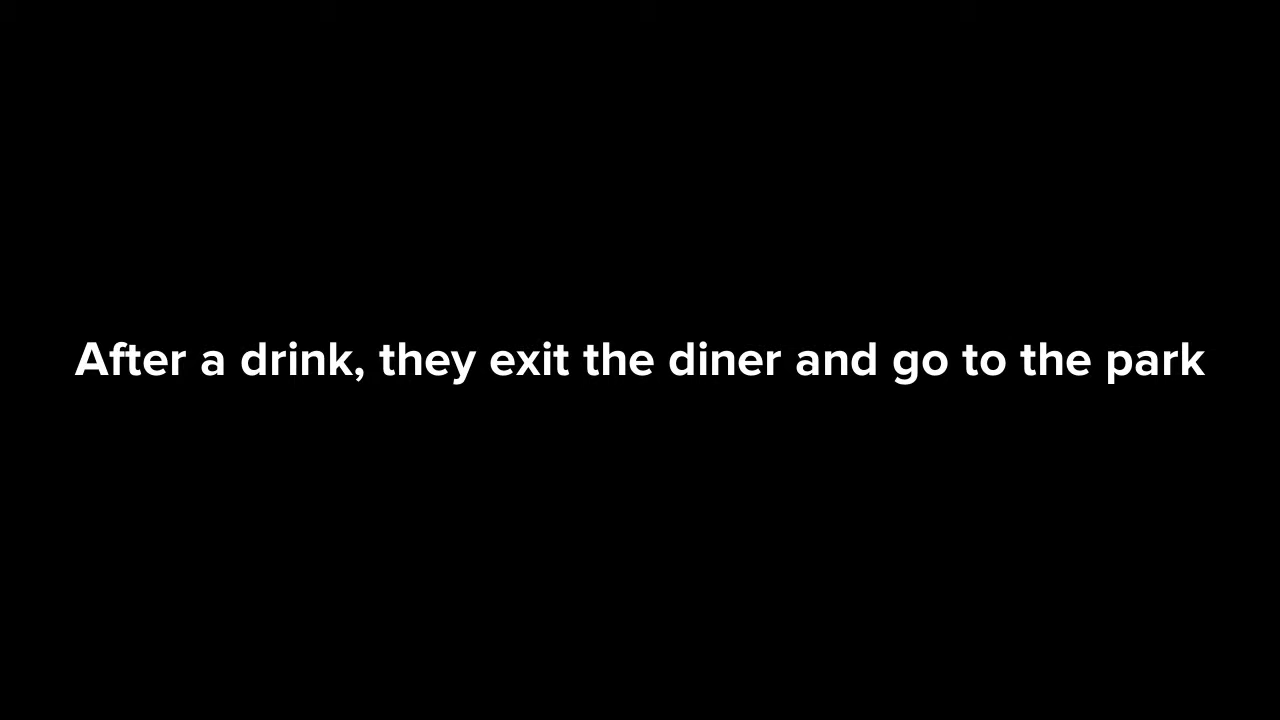 After a drink, they exit the diner and go to the park